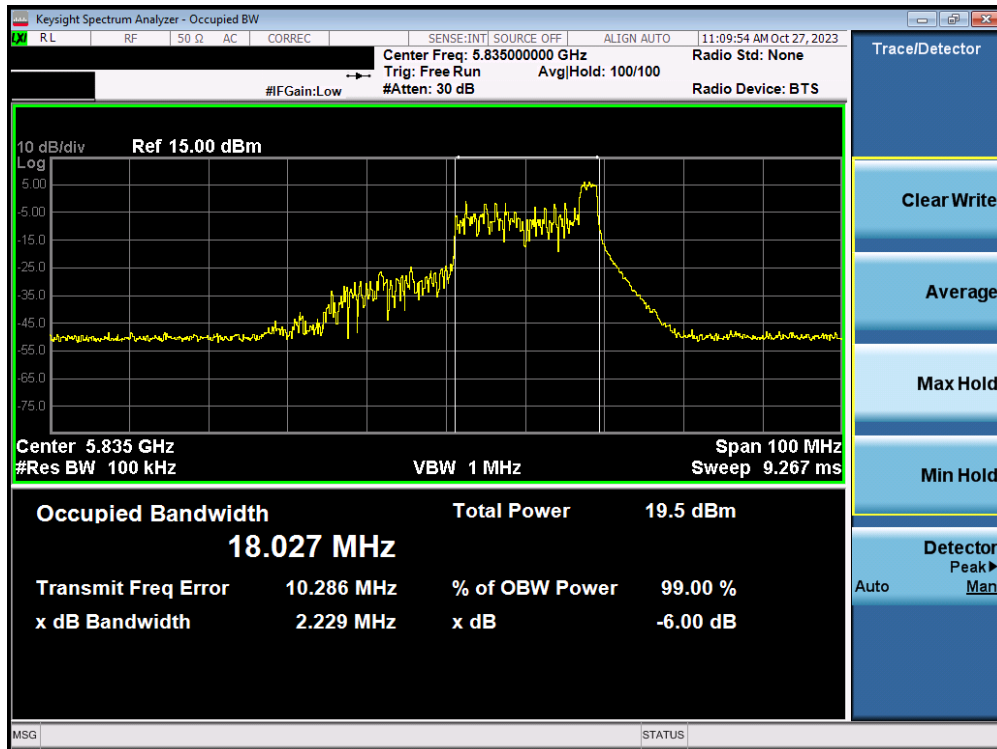 Keysight Spectrum Analyzer - Occupied BW
LXI RL RF 50 Ω AC CORREC SENSE:INT SOURCE OFF ALIGN AUTO 11:09:54 AM Oct 27, 2023
Center Freq: 5.835000000 GHz Radio Std: None
Trig: Free Run Avg|Hold: 100/100
#IFGain:Low #Atten: 30 dB Radio Device: BTS
Trace/Detector
10 dB/div Ref 15.00 dBm
Log
5.00
-5.00
-15.0
-25.0
-35.0
-45.0
-55.0
-65.0
-75.0
Center 5.835 GHz Span 100 MHz
#Res BW 100 kHz VBW 1 MHz Sweep 9.267 ms
Occupied Bandwidth Total Power 19.5 dBm
18.027 MHz
Transmit Freq Error 10.286 MHz % of OBW Power 99.00 %
x dB Bandwidth 2.229 MHz x dB -6.00 dB
Clear Write
Average
Max Hold
Min Hold
Detector
Peak▶
Auto Man
MSG STATUS